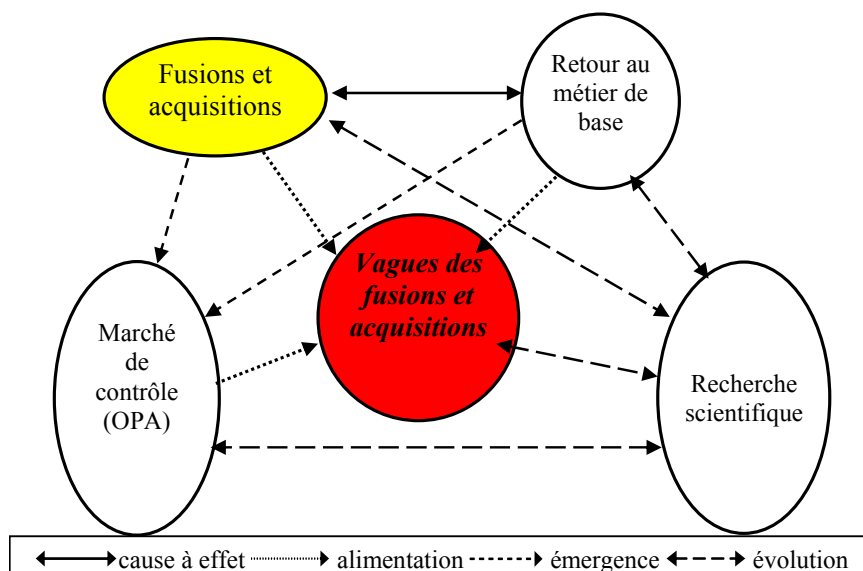 Fusions et
acquisitions
Retour au
métier de
base
Vagues des
fusions et
acquisitions
Marché
de
contrôle
(OPA)
Recherche
scientifique
cause à effet alimentation émergence évolution